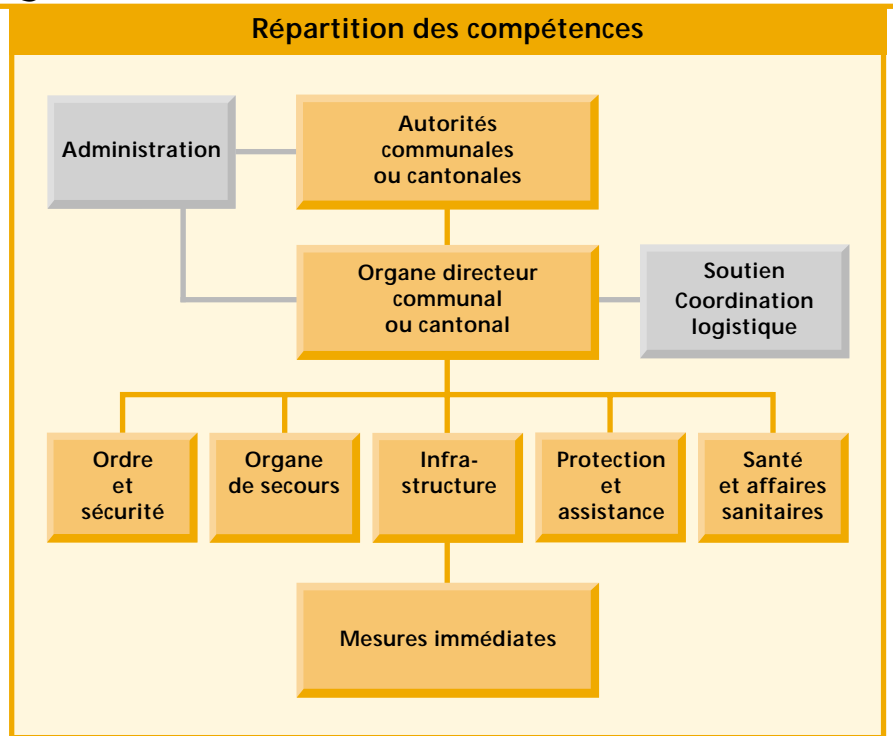 Répartition des compétences
Administration
Autorités
communales
ou cantonales
Organe directeur
communal
ou cantonal
Soutien
Coordination
logistique
Ordre
et
sécurité
Organe
de secours
Infra-
structure
Protection
et
assistance
Santé
et affaires
sanitaires
Mesures immédiates